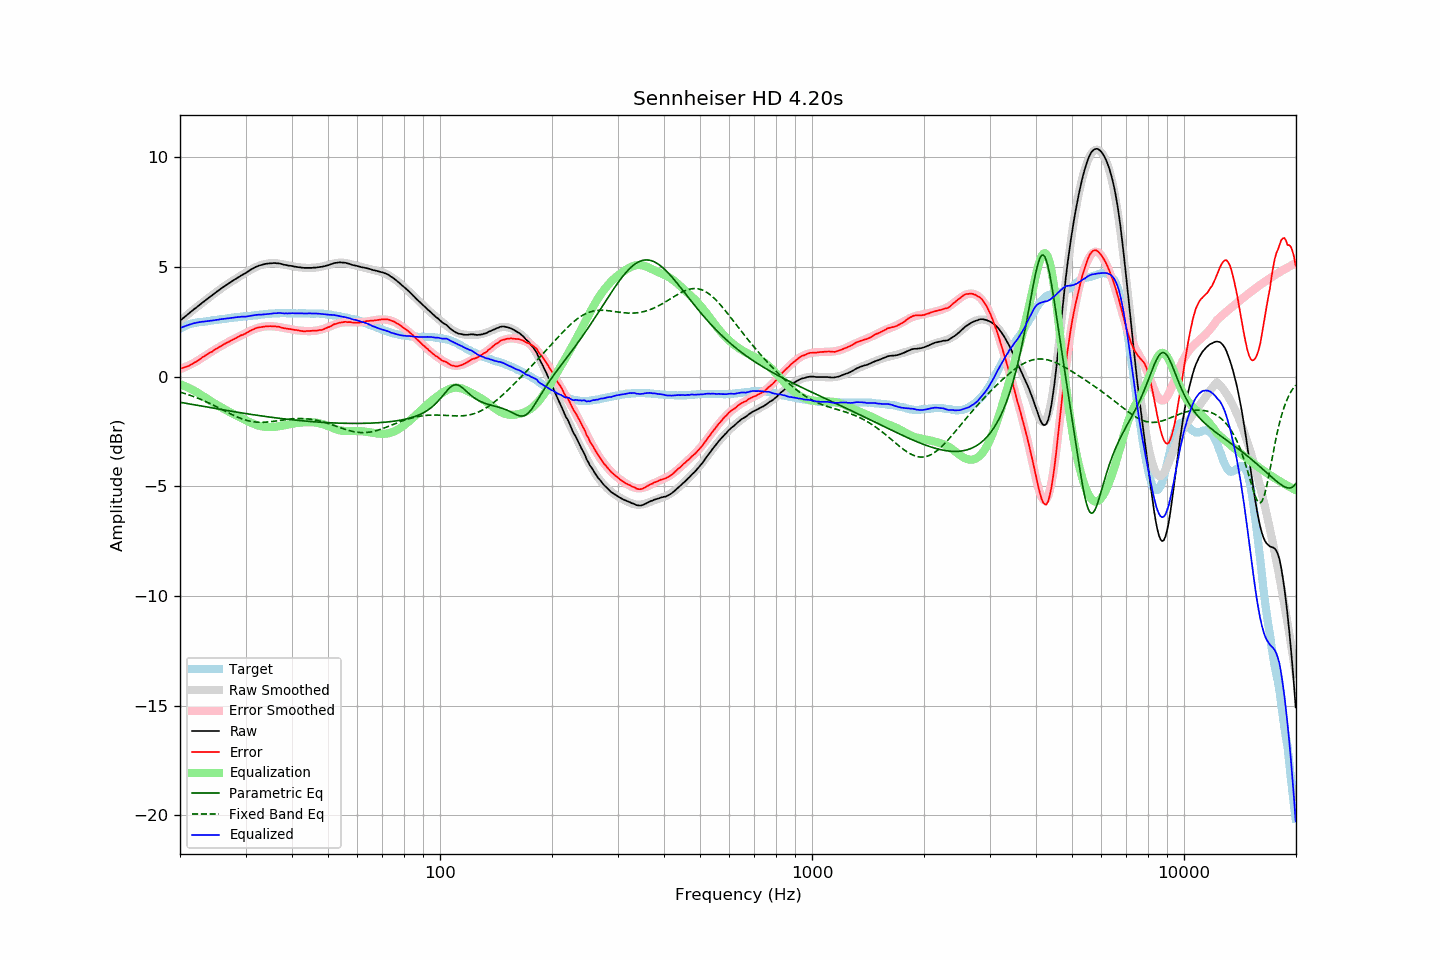 Sennheiser HD 4.20s
Amplitude (dBr)
10
5
0
−5
−10
−15
−20
Target
Raw Smoothed
Error Smoothed
Raw
Error
Equalization
Parametric Eq
Fixed Band Eq
Equalized
100
1000
10000
Frequency (Hz)